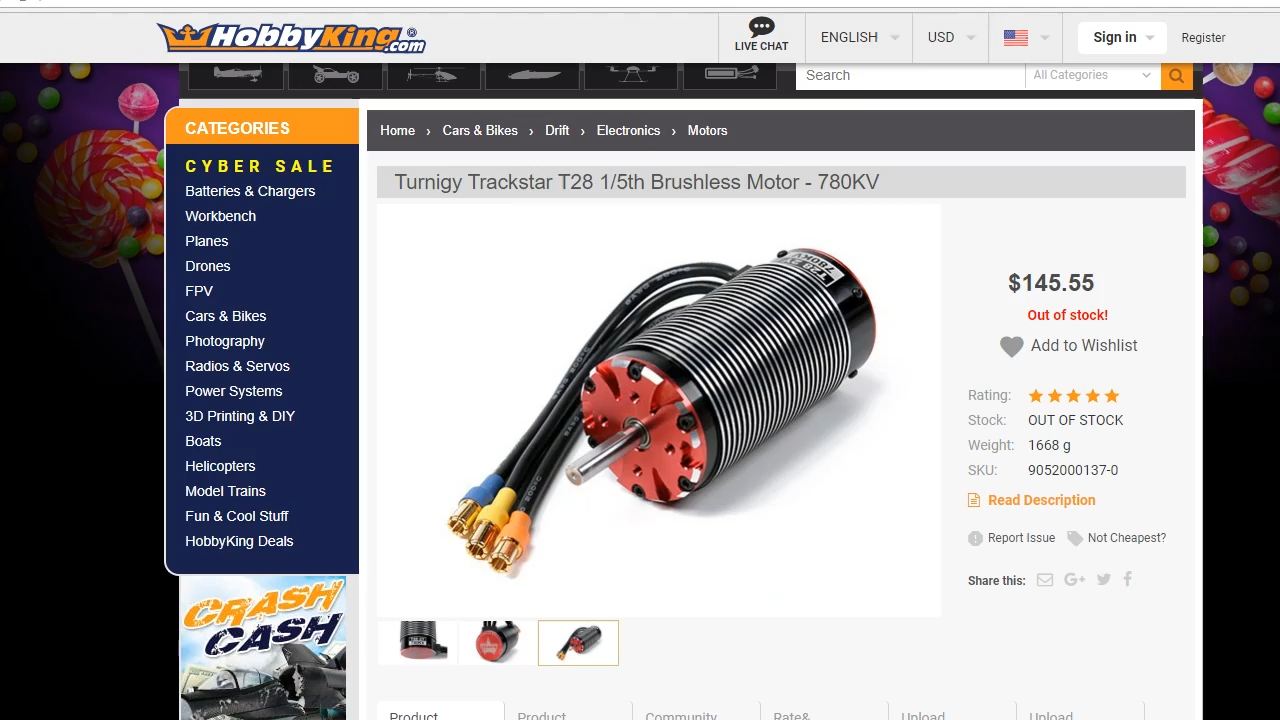 HobbyKing.com
LIVE CHAT
ENGLISH
USD
Sign in
Register
Search
All Categories
CATEGORIES
CYBER SALE
Batteries & Chargers
Workbench
Planes
Drones
FPV
Cars & Bikes
Photography
Radios & Servos
Power Systems
3D Printing & DIY
Boats
Helicopters
Model Trains
Fun & Cool Stuff
HobbyKing Deals
CRASH
CASH
Home › Cars & Bikes › Drift › Electronics › Motors
Turnigy Trackstar T28 1/5th Brushless Motor - 780KV
780KV
$145.55
Out of stock!
Add to Wishlist
Rating:
Stock: OUT OF STOCK
Weight: 1668 g
SKU: 9052000137-0
Read Description
Report Issue
Not Cheapest?
Share this:
G+
Product
Product
Community
Rate&
Upload
Upload